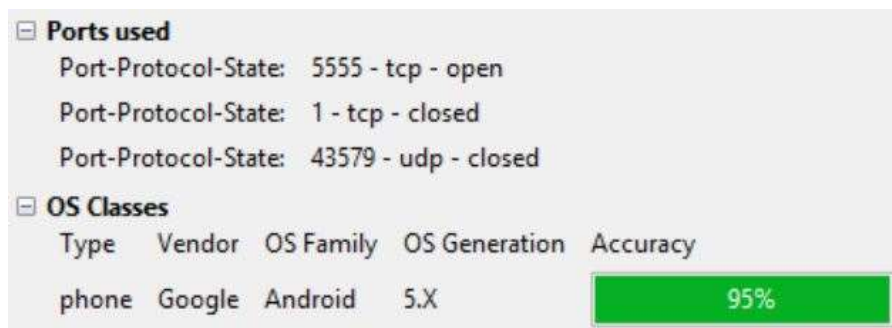 Ports used
Port-Protocol-State: 5555 - tcp - open
Port-Protocol-State: 1 - tcp - closed
Port-Protocol-State: 43579 - udp - closed
OS Classes
Type Vendor OS Family OS Generation Accuracy
phone Google Android 5.X 95%